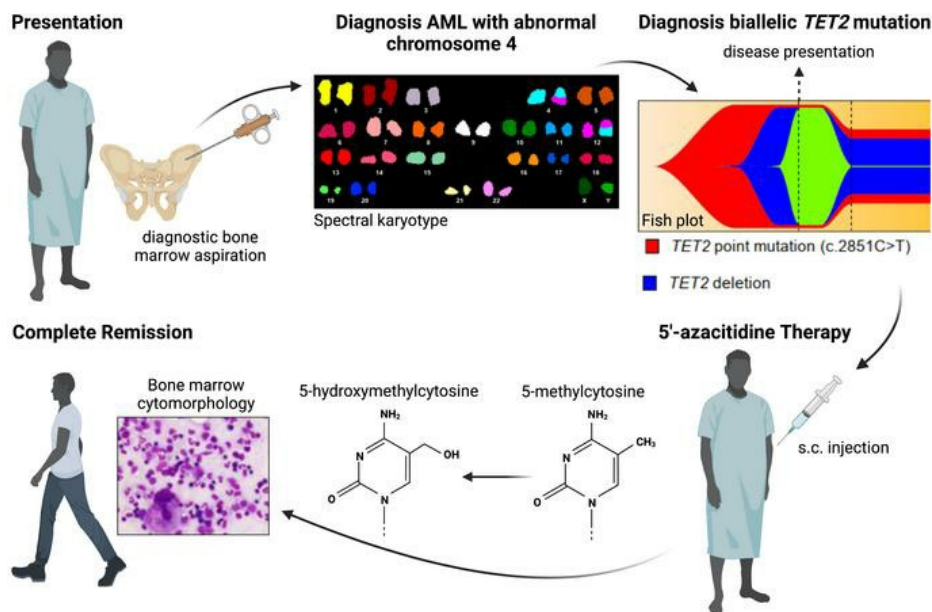 Presentation
Diagnosis AML with abnormal
chromosome 4
Diagnosis biallelic TET2 mutation
disease presentation
diagnostic bone
marrow aspiration
1 2 3 4 5
6 7 8 9 10 11 12
13 14 15 16 17 18
19 20 21 22 X Y
Spectral karyotype
Fish plot
TET2 point mutation (c.2851C>T)
TET2 deletion
Complete Remission
5'-azacitidine Therapy
Bone marrow
cytomorphology
5-hydroxymethylcytosine
5-methylcytosine
NH₂
N
OH
O
N
NH₂
CH₃
N
O
N
s.c. injection